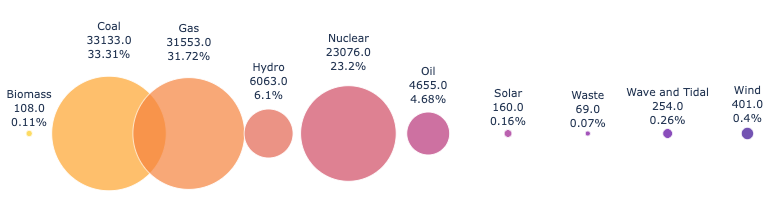 Biomass
108.0
0.11%
Coal
33133.0
33.31%
Gas
31553.0
31.72%
Hydro
6063.0
6.1%
Nuclear
23076.0
23.2%
Oil
4655.0
4.68%
Solar
160.0
0.16%
Waste
69.0
0.07%
Wave and Tidal
254.0
0.26%
Wind
401.0
0.4%